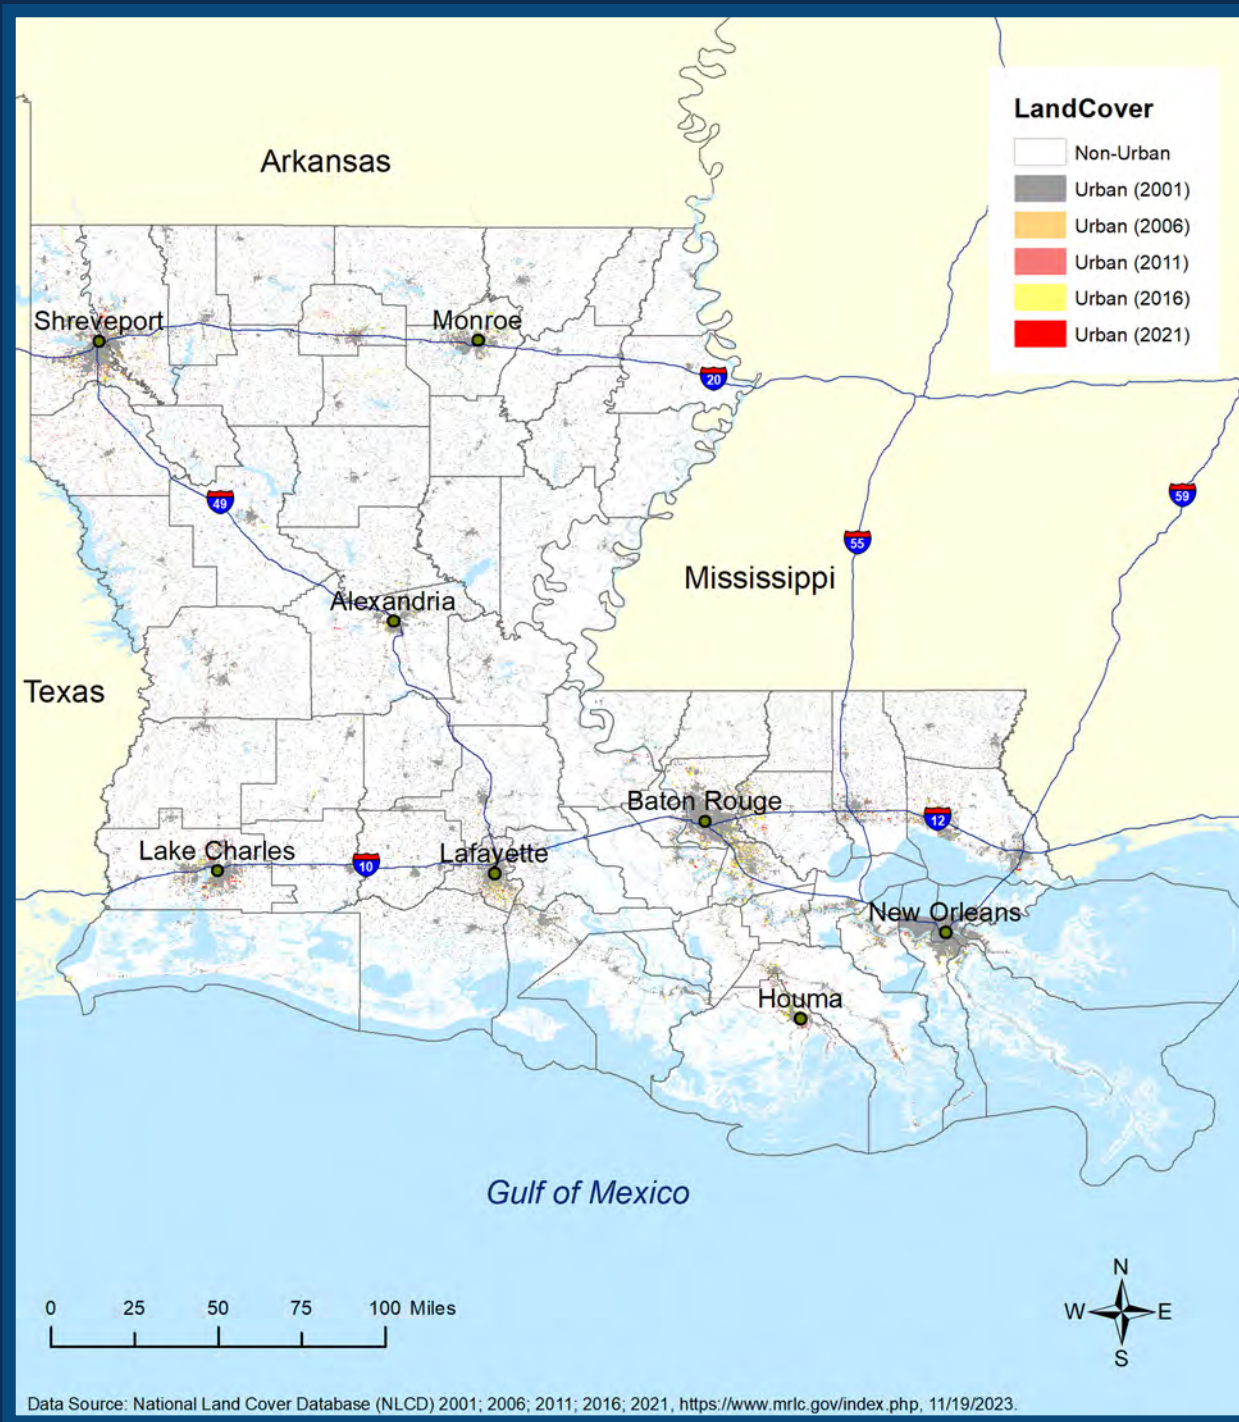 LandCover
Non-Urban
Urban (2001)
Urban (2006)
Urban (2011)
Urban (2016)
Urban (2021)
Arkansas
Shreveport
Monroe
20
49
59
55
Mississippi
Alexandria
Texas
Baton Rouge
12
Lake Charles
10
Lafayette
New Orleans
Houma
Gulf of Mexico
N
W E
S
0 25 50 75 100 Miles
Data Source: National Land Cover Database (NLCD) 2001; 2006; 2011; 2016; 2021, https://www.mrlc.gov/index.php, 11/19/2023.